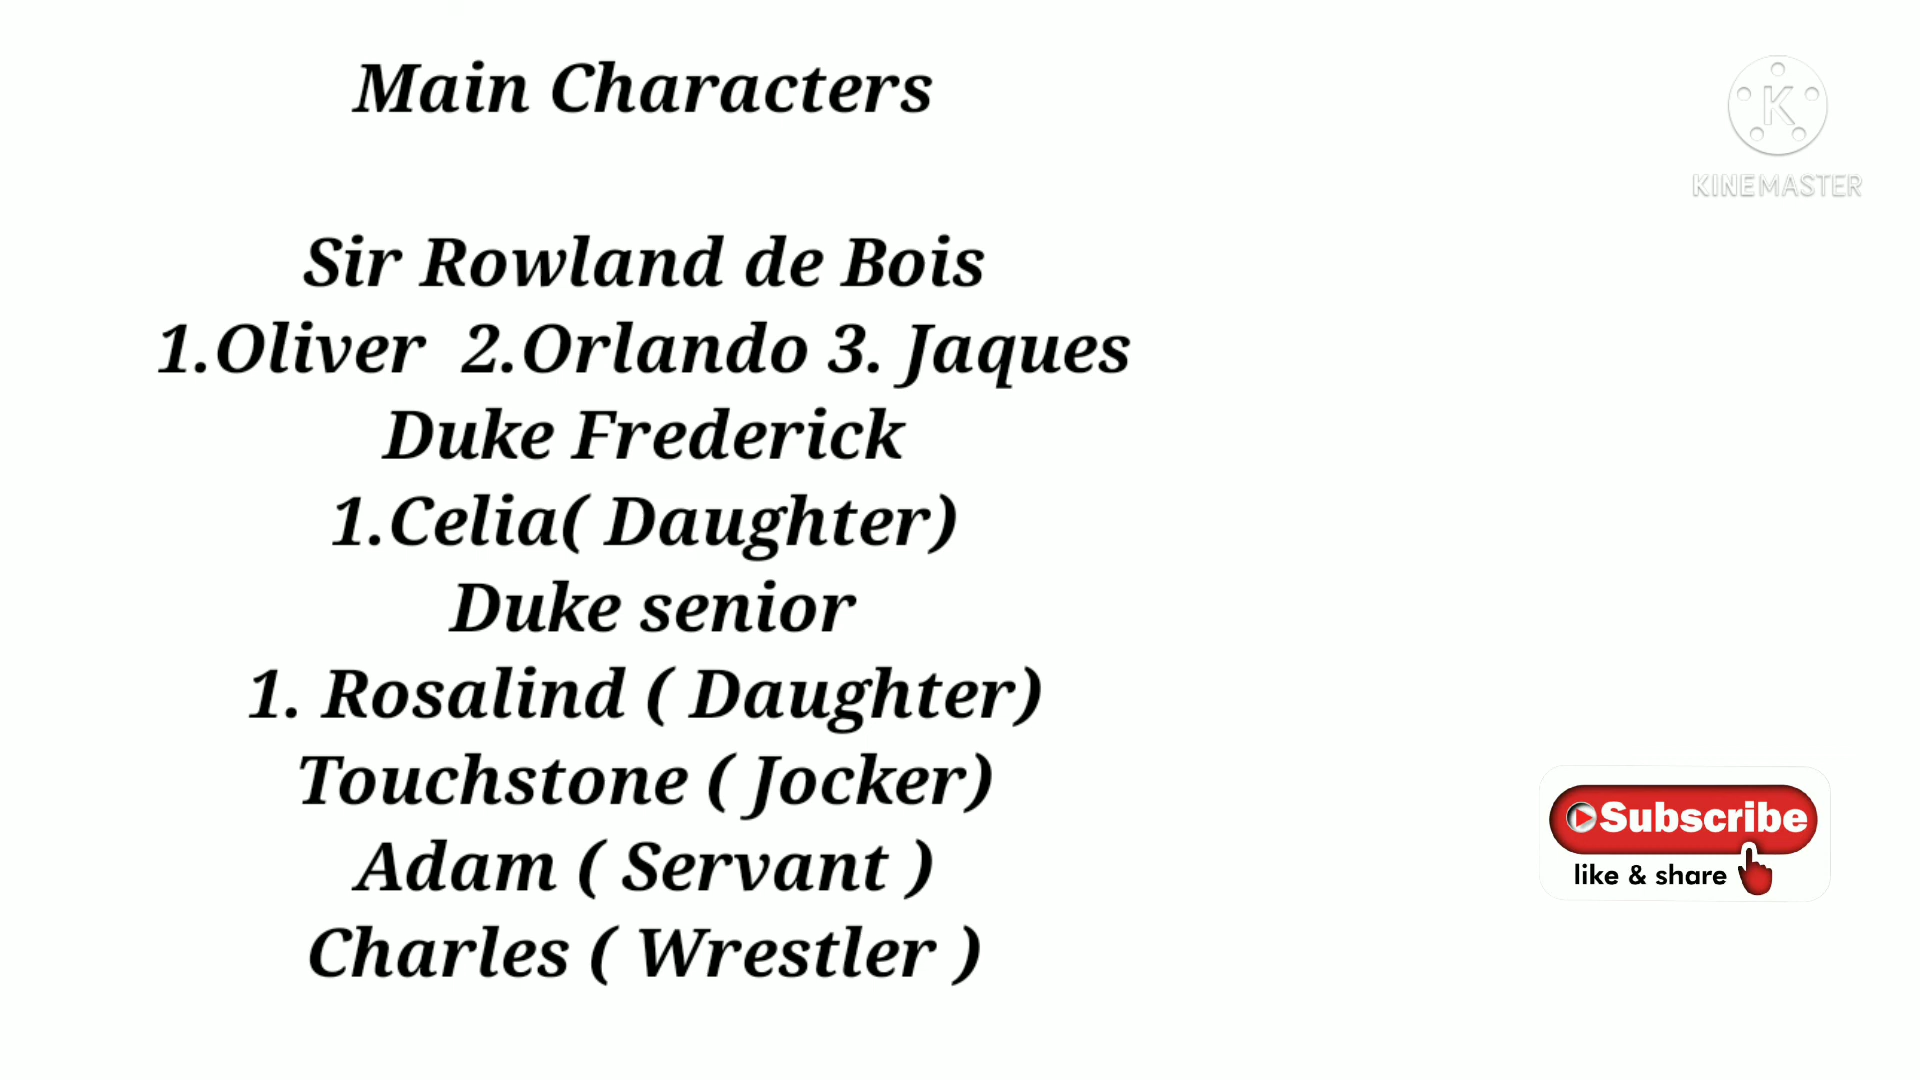 Main Characters
K
KINEMASTER
Sir Rowland de Bois
1.Oliver 2.Orlando 3. Jaques
Duke Frederick
1.Celia( Daughter)
Duke senior
1. Rosalind ( Daughter)
Touchstone ( Jocker)
Adam ( Servant )
Charles ( Wrestler )
Subscribe
like & share